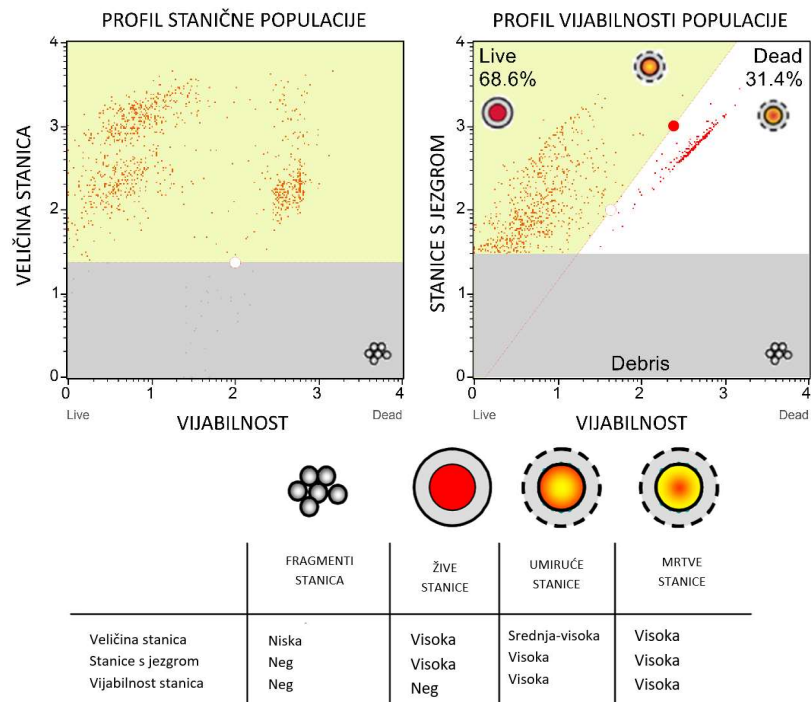 PROFIL STANIČNE POPULACIJE
4
3
2
1
0
VELIČINA STANICA
0 1 2 3 4
Live Dead
VIJABILNOST
PROFIL VIJABILNOSTI POPULACIJE
4
3
2
1
0
STANICE S JEZGROM
Live
68.6%
Dead
31.4%
Debris
0 1 2 3 4
Live Dead
VIJABILNOST
FRAGMENTI
STANICA
ŽIVE
STANICE
UMIRUĆE
STANICE
MRTVE
STANICE
Veličina stanica Niska Visoka Srednja-visoka Visoka
Stanice s jezgrom Neg Visoka Visoka Visoka
Vijabilnost stanica Neg Neg Visoka Visoka